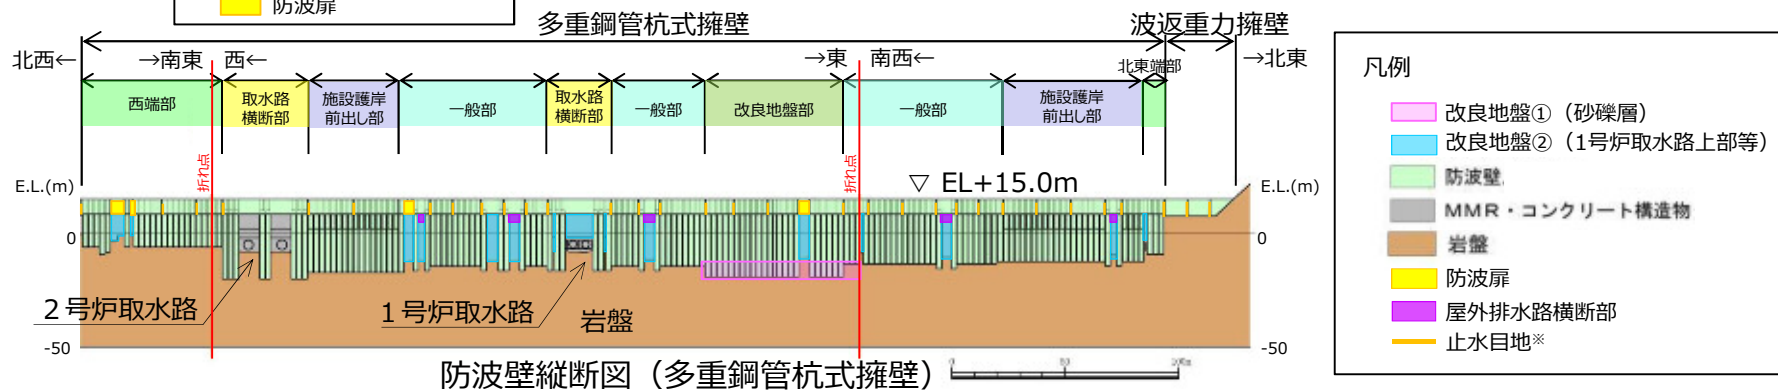 防波扉
多重鋼管杭式擁壁
波返重力擁壁
北西←
→南東
西←
→東
南西←
→北東
西端部
取水路
横断部
施設護岸
前出し部
一般部
取水路
横断部
一般部
改良地盤部
一般部
施設護岸
前出し部
北東端部
折れ点
折れ点
E.L.(m)
▽ EL+15.0m
E.L.(m)
0
0
2号炉取水路
1号炉取水路
岩盤
-50
-50
防波壁縦断図（多重鋼管杭式擁壁）
0
50
100m
凡例
改良地盤①（砂礫層）
改良地盤②（1号炉取水路上部等）
防波壁
MMR・コンクリート構造物
岩盤
防波扉
屋外排水路横断部
止水目地※